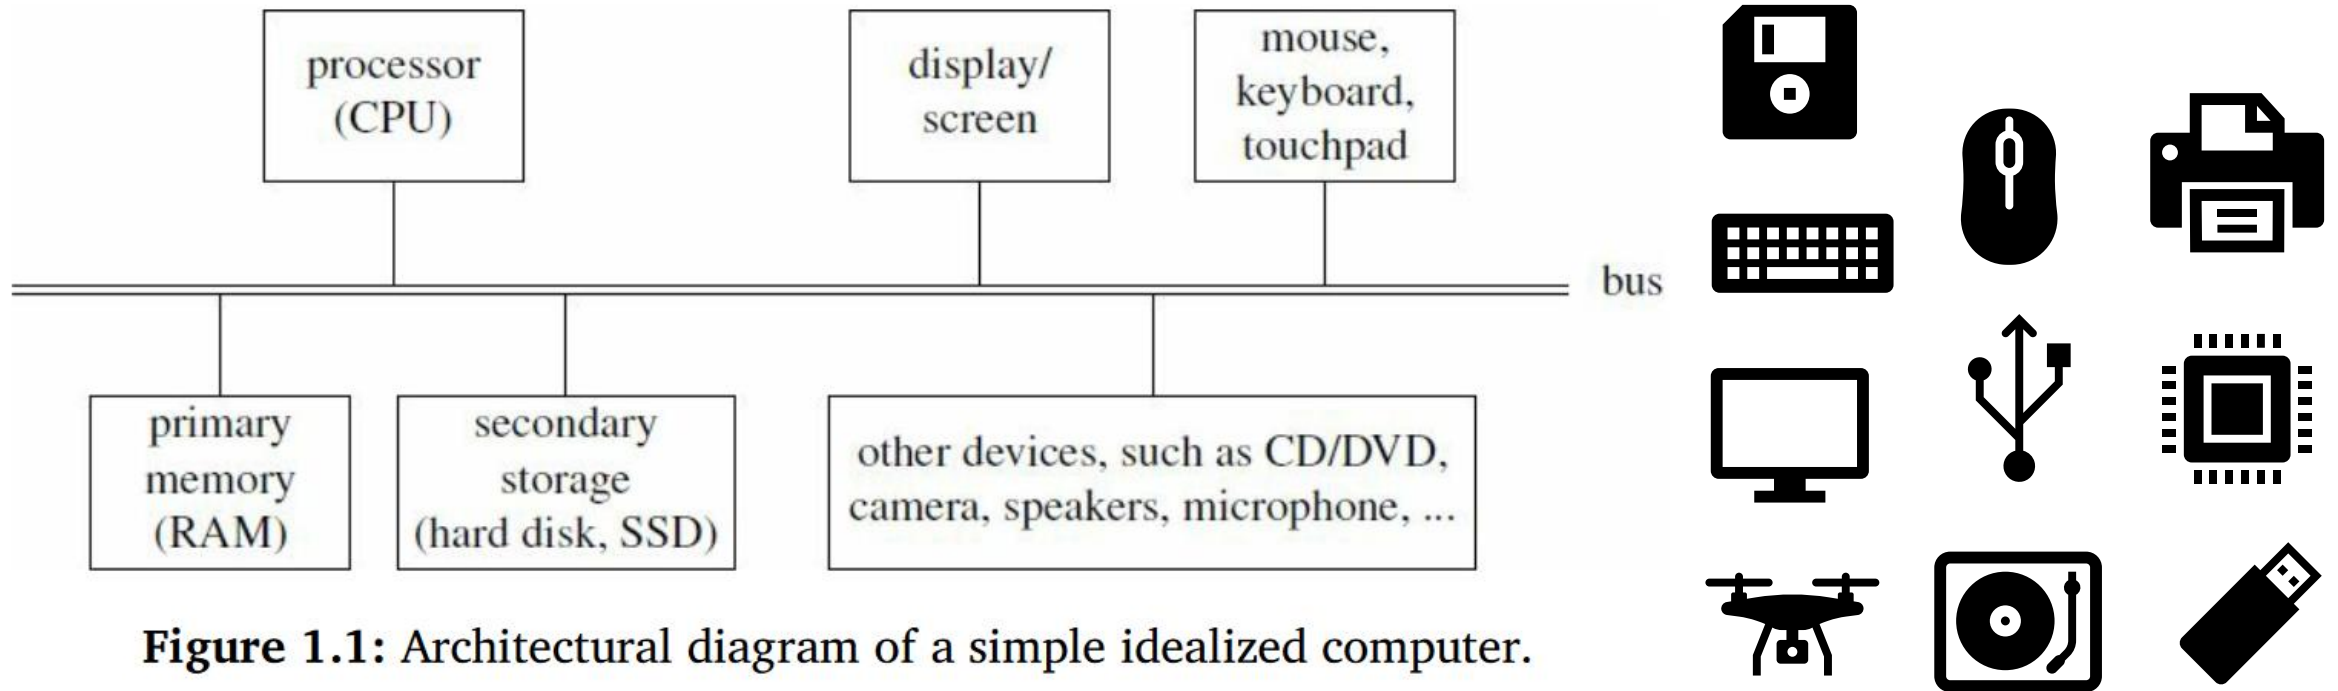 processor
(CPU)
display/
screen
mouse,
keyboard,
touchpad
bus
primary
memory
(RAM)
secondary
storage
(hard disk, SSD)
other devices, such as CD/DVD,
camera, speakers, microphone, ...
Figure 1.1: Architectural diagram of a simple idealized computer.